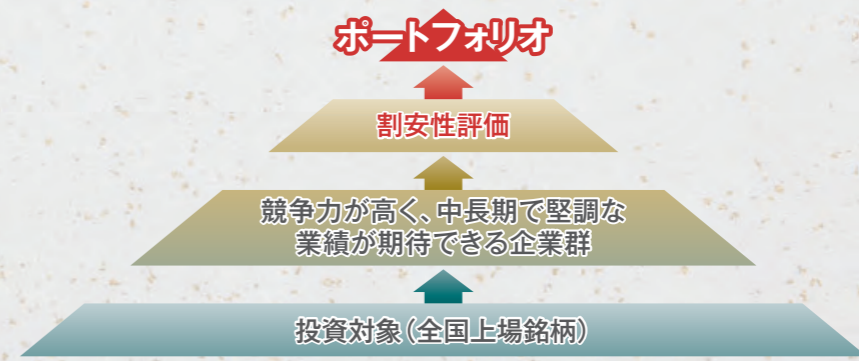 ポートフォリオ
割安性評価
競争力が高く、中長期で堅調な
業績が期待できる企業群
投資対象（全国上場銘柄）